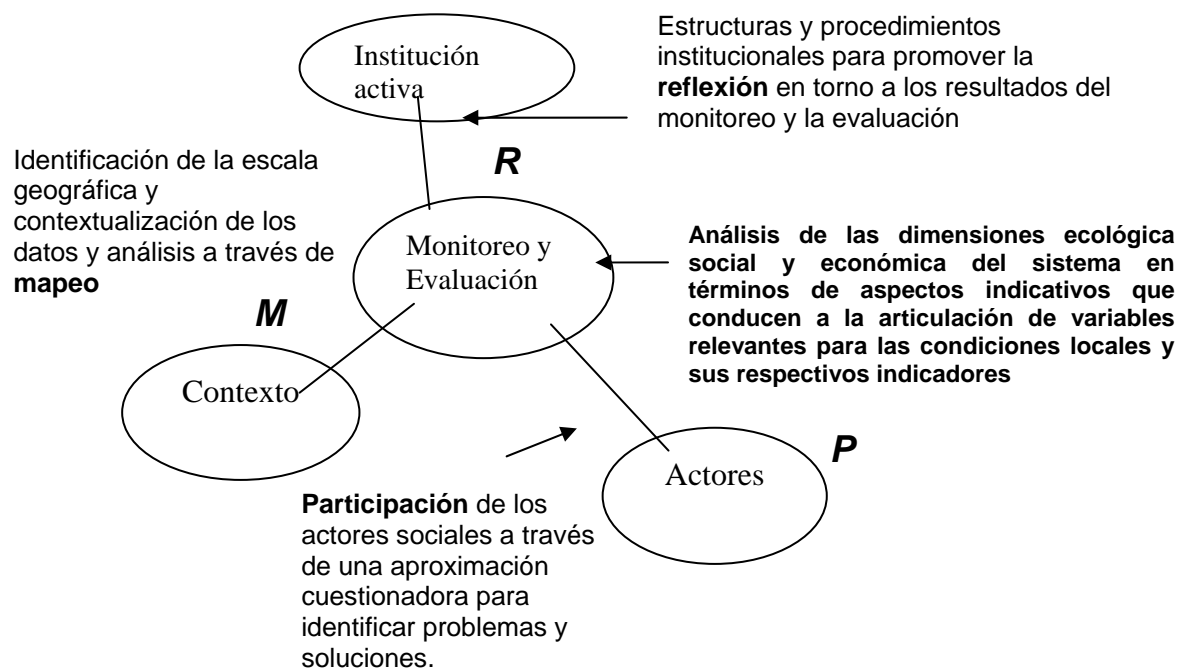 Institución
activa
Estructuras y procedimientos
institucionales para promover la
reflexión en torno a los resultados del
monitoreo y la evaluación
Identificación de la escala
geográfica y
contextualización de los
datos y análisis a través de
mapeo
R
Monitoreo y
Evaluación
Análisis de las dimensiones ecológica
social y económica del sistema en
términos de aspectos indicativos que
conducen a la articulación de variables
relevantes para las condiciones locales y
sus respectivos indicadores
M
Contexto
P
Actores
Participación de los
actores sociales a través
de una aproximación
cuestionadora para
identificar problemas y
soluciones.